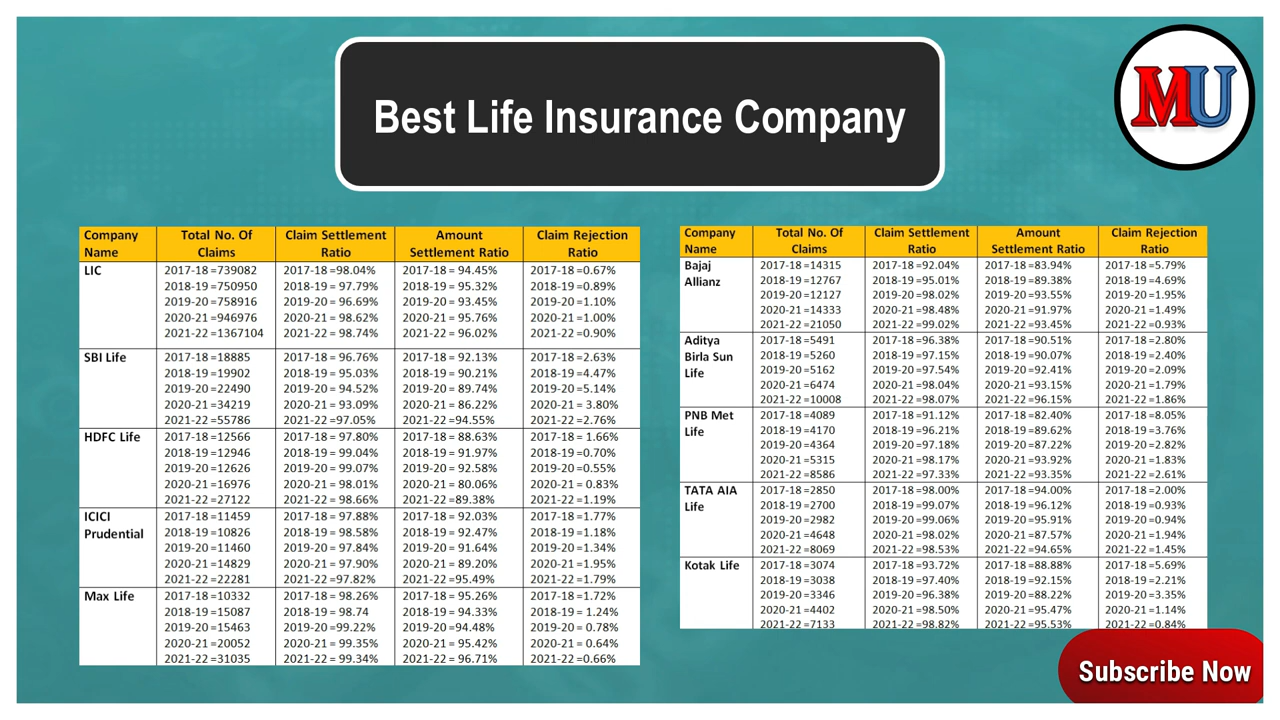 Best Life Insurance Company
MU
Company Name Total No. Of Claims Claim Settlement Ratio Amount Settlement Ratio Claim Rejection Ratio
LIC 2017-18 =739082 2017-18 =98.04% 2017-18 = 94.45% 2017-18 =0.67%
2018-19 =750950 2018-19 = 97.79% 2018-19 = 95.32% 2018-19 =0.89%
2019-20 =758916 2019-20 = 96.69% 2019-20 = 93.45% 2019-20 =1.10%
2020-21 =946976 2020-21 = 98.62% 2020-21 = 95.76% 2020-21 =1.00%
2021-22 =1367104 2021-22 = 98.74% 2021-22 = 96.02% 2021-22 =0.90%
SBI Life 2017-18 =18885 2017-18 = 96.76% 2017-18 = 92.13% 2017-18 =2.63%
2018-19 =19902 2018-19 = 95.03% 2018-19 = 90.21% 2018-19 =4.47%
2019-20 =22490 2019-20 = 94.52% 2019-20 = 89.74% 2019-20 =5.14%
2020-21 =34219 2020-21 = 93.09% 2020-21 = 86.22% 2020-21 = 3.80%
2021-22 =55786 2021-22 =97.05% 2021-22 =94.55% 2021-22 =2.76%
HDFC Life 2017-18 =12566 2017-18 = 97.80% 2017-18 = 88.63% 2017-18 = 1.66%
2018-19 =12946 2018-19 = 99.04% 2018-19 = 91.97% 2018-19 =0.70%
2019-20 =12626 2019-20 = 99.07% 2019-20 = 92.58% 2019-20 =0.55%
2020-21 =16976 2020-21 = 98.01% 2020-21 = 80.06% 2020-21 = 0.83%
2021-22 =27122 2021-22 = 98.66% 2021-22 =89.38% 2021-22 =1.19%
ICICI Prudential 2017-18 =11459 2017-18 = 97.88% 2017-18 = 92.03% 2017-18 =1.77%
2018-19 =10826 2018-19 = 98.58% 2018-19 = 92.47% 2018-19 =1.18%
2019-20 =11460 2019-20 = 97.84% 2019-20 = 91.64% 2019-20 =1.34%
2020-21 =14829 2020-21 = 97.90% 2020-21 = 89.20% 2020-21 =1.95%
2021-22 =22281 2021-22 =97.82% 2021-22 =95.49% 2021-22 =1.79%
Max Life 2017-18 =10332 2017-18 = 98.26% 2017-18 = 95.26% 2017-18 =1.72%
2018-19 =15087 2018-19 = 98.74 2018-19 = 94.33% 2018-19 = 1.24%
2019-20 =15463 2019-20 =99.22% 2019-20 =94.48% 2019-20 = 0.78%
2020-21 =20052 2020-21 = 99.35% 2020-21 = 95.42% 2020-21 = 0.64%
2021-22 =31035 2021-22 = 99.34% 2021-22 = 96.71% 2021-22 =0.66%
Company Name Total No. Of Claims Claim Settlement Ratio Amount Settlement Ratio Claim Rejection Ratio
Bajaj Allianz 2017-18 =14315 2017-18 =92.04% 2017-18 =83.94% 2017-18 =5.79%
2018-19 =12767 2018-19 =95.01% 2018-19 =89.38% 2018-19 =4.69%
2019-20 =12127 2019-20 =98.02% 2019-20 =93.55% 2019-20 =1.95%
2020-21 =14333 2020-21 =98.48% 2020-21 =91.97% 2020-21 =1.49%
2021-22 =21050 2021-22 =99.02% 2021-22 =93.45% 2021-22 =0.93%
Aditya Birla Sun Life 2017-18 =5491 2017-18 =96.38% 2017-18 =90.51% 2017-18 =2.80%
2018-19 =5260 2018-19 =97.15% 2018-19 =90.07% 2018-19 =2.40%
2019-20 =5162 2019-20 =97.54% 2019-20 =92.41% 2019-20 =2.09%
2020-21 =6474 2020-21 =98.04% 2020-21 =93.15% 2020-21 =1.79%
2021-22 =10008 2021-22 =98.07% 2021-22 =96.15% 2021-22 =1.86%
PNB Met Life 2017-18 =4089 2017-18 =91.12% 2017-18 =82.40% 2017-18 =8.05%
2018-19 =4170 2018-19 =96.21% 2018-19 =89.62% 2018-19 =3.76%
2019-20 =4364 2019-20 =97.18% 2019-20 =87.22% 2019-20 =2.82%
2020-21 =5315 2020-21 =98.17% 2020-21 =93.92% 2020-21 =1.83%
2021-22 =8586 2021-22 =97.33% 2021-22 =93.35% 2021-22 =2.61%
TATA AIA Life 2017-18 =2850 2017-18 =98.00% 2017-18 =94.00% 2017-18 =2.00%
2018-19 =2700 2018-19 =99.07% 2018-19 =96.12% 2018-19 =0.93%
2019-20 =2982 2019-20 =99.06% 2019-20 =95.91% 2019-20 =0.94%
2020-21 =4648 2020-21 =98.02% 2020-21 =87.57% 2020-21 =1.94%
2021-22 =8069 2021-22 =98.53% 2021-22 =94.65% 2021-22 =1.45%
Kotak Life 2017-18 =3074 2017-18 =93.72% 2017-18 =88.88% 2017-18 =5.69%
2018-19 =3038 2018-19 =97.40% 2018-19 =92.15% 2018-19 =2.21%
2019-20 =3346 2019-20 =96.38% 2019-20 =88.22% 2019-20 =3.35%
2020-21 =4402 2020-21 =98.50% 2020-21 =95.47% 2020-21 =1.14%
2021-22 =7133 2021-22 =98.82% 2021-22 =95.53% 2021-22 =0.84%
Subscribe Now